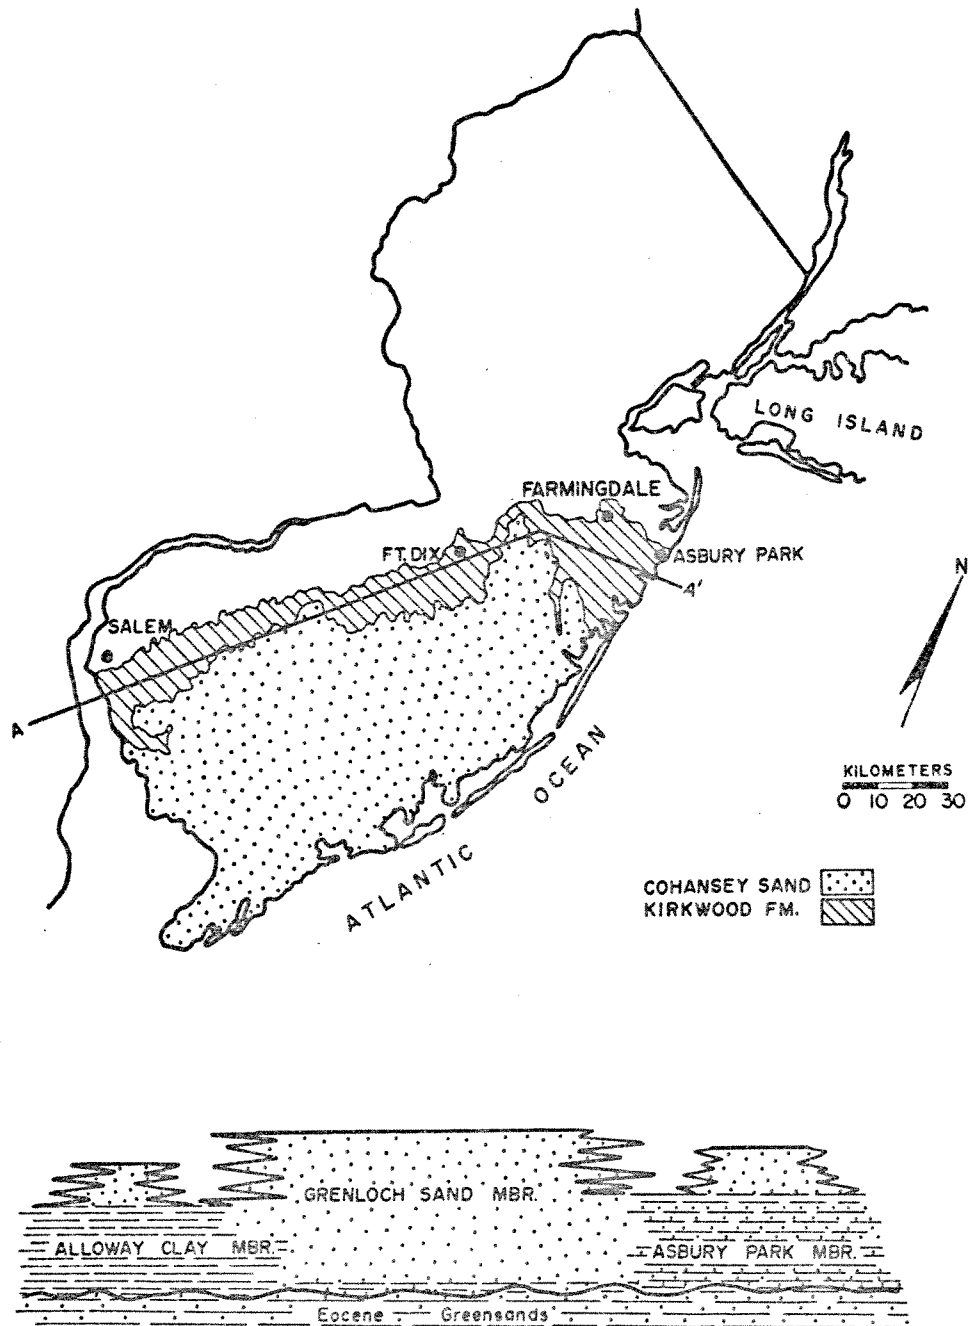 LONG ISLAND
FARMINGDALE
FT. DIX
ASBURY PARK
A'
N
SALEM
A
KILOMETERS
0 10 20 30
ATLANTIC OCEAN
COHANSEY SAND
KIRKWOOD FM.
GRENLOCH SAND MBR.
ALLOWAY CLAY MBR.
ASBURY PARK MBR.
Eocene Greensands